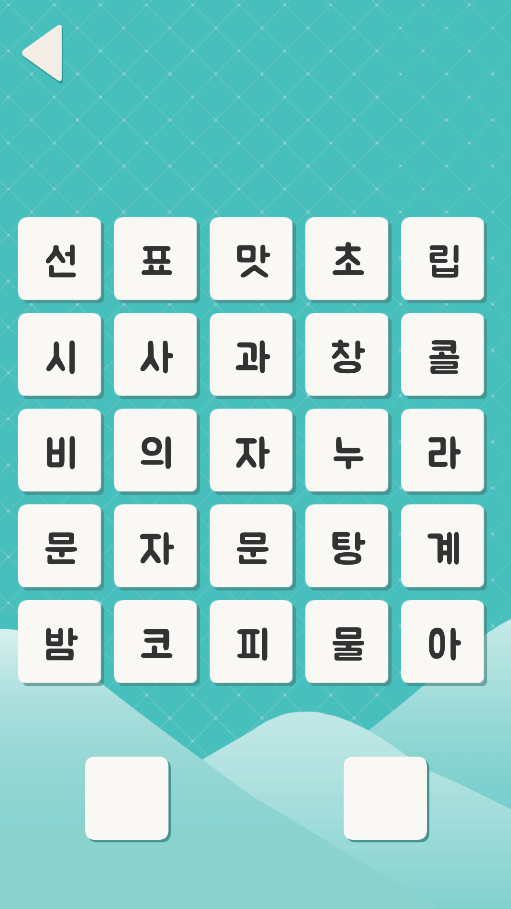 선 표 맛 초 립
시 사 과 창 콜
비 의 자 누 라
문 자 문 탕 계
밤 코 피 물 아